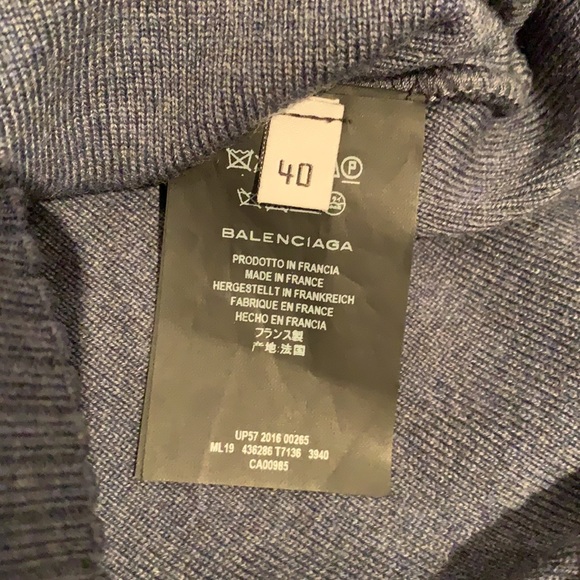 40
P
BALENCIAGA
PRODOTTO IN FRANCIA
MADE IN FRANCE
HERGESTELLT IN FRANKREICH
FABRIQUE EN FRANCE
HECHO EN FRANCIA
フランス製
产地:法国
UP57 2016 00265
ML19 436286 T7136 3940
CA00985